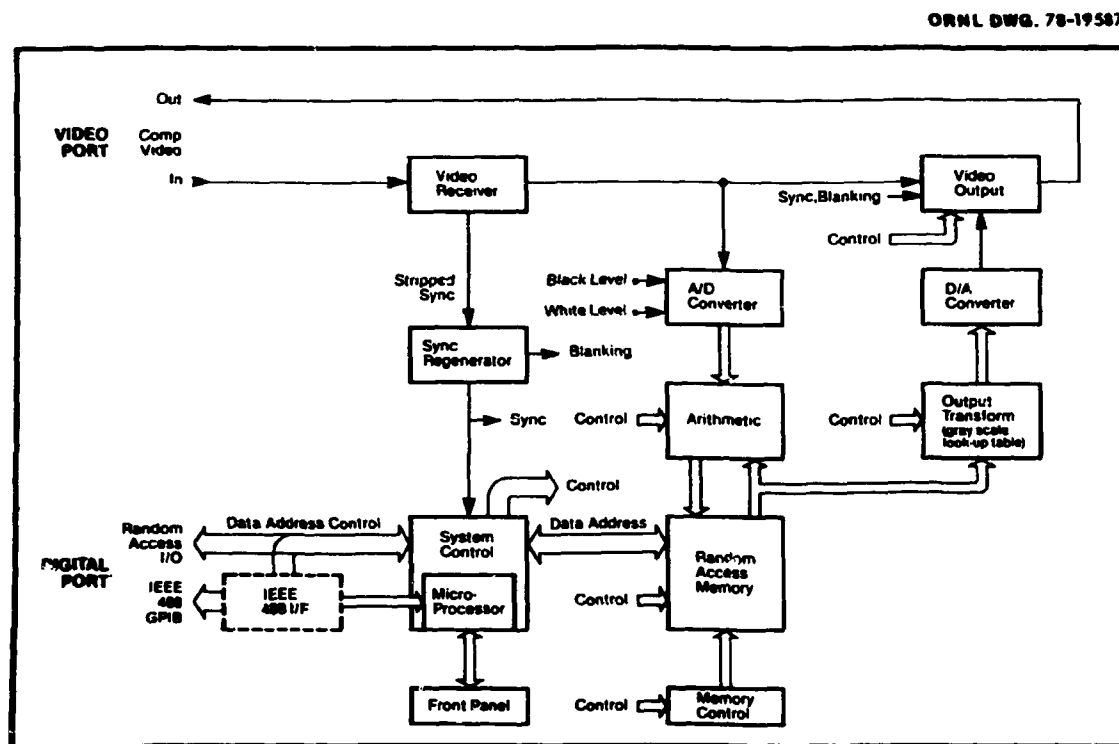 ORNL DWG. 78-19587
Out
VIDEO
PORT
Comp
Video
In
Video
Receiver
Video
Output
Sync,Blanking
Control
Stripped
Sync
Black Level
White Level
A/D
Converter
D/A
Converter
Sync
Regenerator
Blanking
Sync
Control
Arithmetic
Control
Output
Transform
(gray scale
look-up table)
Control
Random
Access
I/O
Data Address Control
System
Control
Data Address
Random
Access
Memory
DIGITAL
PORT
IEEE
488
GPIB
IEEE
488 I/F
Micro-
Processor
Control
Front Panel
Control
Memory
Control